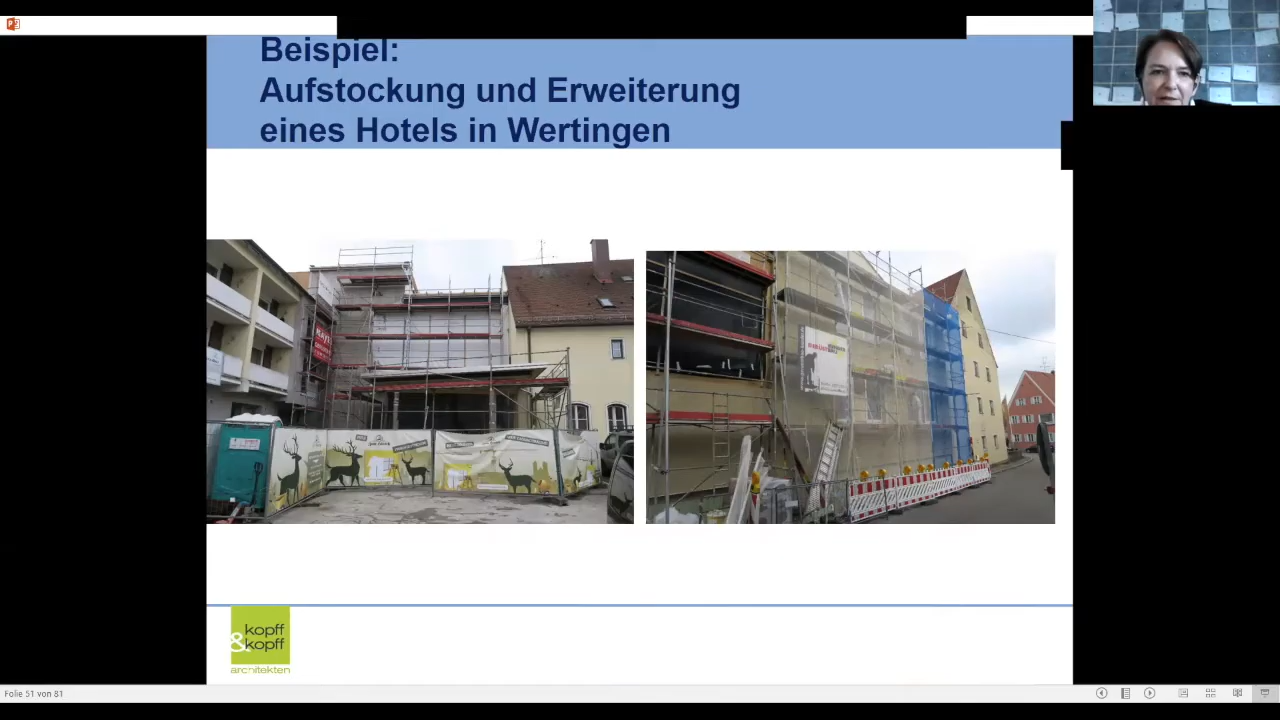 Beispiel:
Aufstockung und Erweiterung
eines Hotels in Wertingen
kopff
&kopff
architekten
Folie 51 von 81